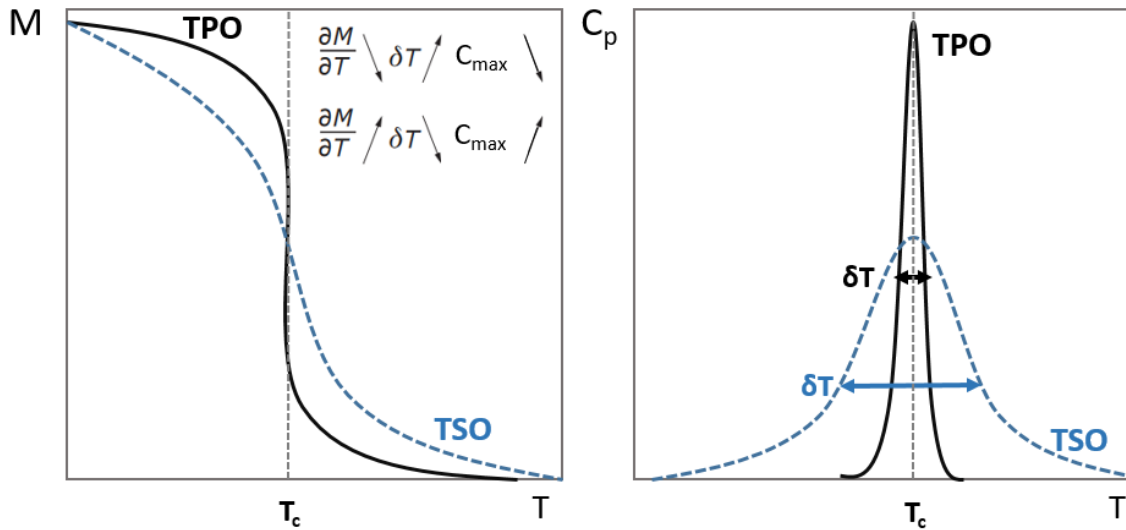 M
TPO
∂M/∂T ↘ δT ↗ Cmax ↘
∂M/∂T ↗ δT ↘ Cmax ↗
TSO
Tc
T
Cp
TPO
δT
δT
TSO
Tc
T